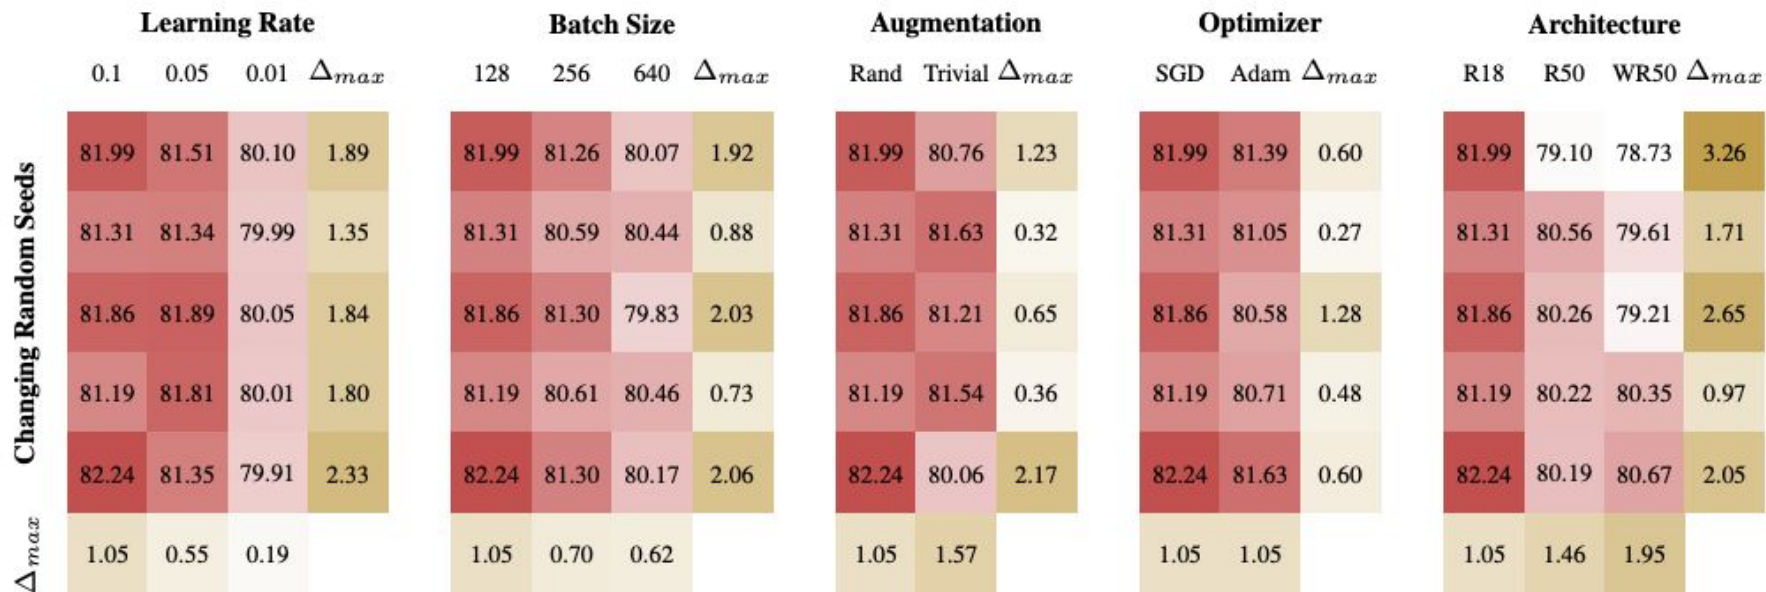 Learning Rate Batch Size Augmentation Optimizer Architecture
0.1 0.05 0.01 Δmax 128 256 640 Δmax Rand Trivial Δmax SGD Adam Δmax R18 R50 WR50 Δmax
Changing Random Seeds
81.99 81.51 80.10 1.89 81.99 81.26 80.07 1.92 81.99 80.76 1.23 81.99 81.39 0.60 81.99 79.10 78.73 3.26
81.31 81.34 79.99 1.35 81.31 80.59 80.44 0.88 81.31 81.63 0.32 81.31 81.05 0.27 81.31 80.56 79.61 1.71
81.86 81.89 80.05 1.84 81.86 81.30 79.83 2.03 81.86 81.21 0.65 81.86 80.58 1.28 81.86 80.26 79.21 2.65
81.19 81.81 80.01 1.80 81.19 80.61 80.46 0.73 81.19 81.54 0.36 81.19 80.71 0.48 81.19 80.22 80.35 0.97
82.24 81.35 79.91 2.33 82.24 81.30 80.17 2.06 82.24 80.06 2.17 82.24 81.63 0.60 82.24 80.19 80.67 2.05
Δmax 1.05 0.55 0.19 1.05 0.70 0.62 1.05 1.57 1.05 1.05 1.05 1.46 1.95